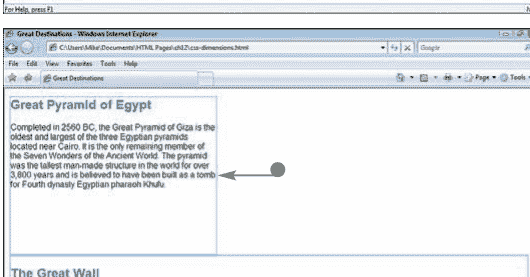 For Help, press F1
Great Destinations - Windows Internet Explorer
C:\Users\Mike\Documents\HTML Pages\ch12\css-dimensions.html
Google
File Edit View Favorites Tools Help
Great Destinations
Page Tools
Great Pyramid of Egypt
Completed in 2560 BC, the Great Pyramid of Giza is the
oldest and largest of the three Egyptian pyramids
located near Cairo. It is the only remaining member of
the Seven Wonders of the Ancient World. The pyramid
was the tallest man-made structure in the world for over
3,800 years and is believed to have been built as a tomb
for Fourth dynasty Egyptian pharaoh Khufu.
The Great Wall